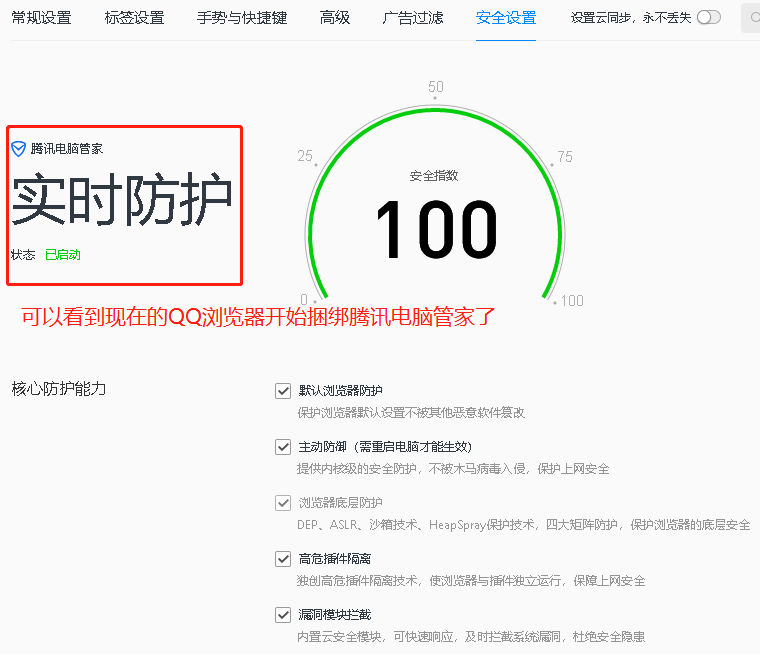 常规设置 标签设置 手势与快捷键 高级 广告过滤 安全设置 设置云同步，永不丢失
50
25
75
腾讯电脑管家
安全指数
实时防护
100
状态 已启动
0
100
可以看到现在的QQ浏览器开始捆绑腾讯电脑管家了
核心防护能力
默认浏览器防护
保护浏览器默认设置不被其他恶意软件篡改
主动防御（需重启电脑才能生效）
提供内核级的安全防护，不被木马病毒入侵，保护上网安全
浏览器底层防护
DEP、ASLR、沙箱技术、HeapSpray保护技术，四大矩阵防护，保护浏览器的底层安全
高危插件隔离
独创高危插件隔离技术，使浏览器与插件独立运行，保障上网安全
漏洞模块拦截
内置云安全模块，可快速响应，及时拦截系统漏洞，杜绝安全隐患